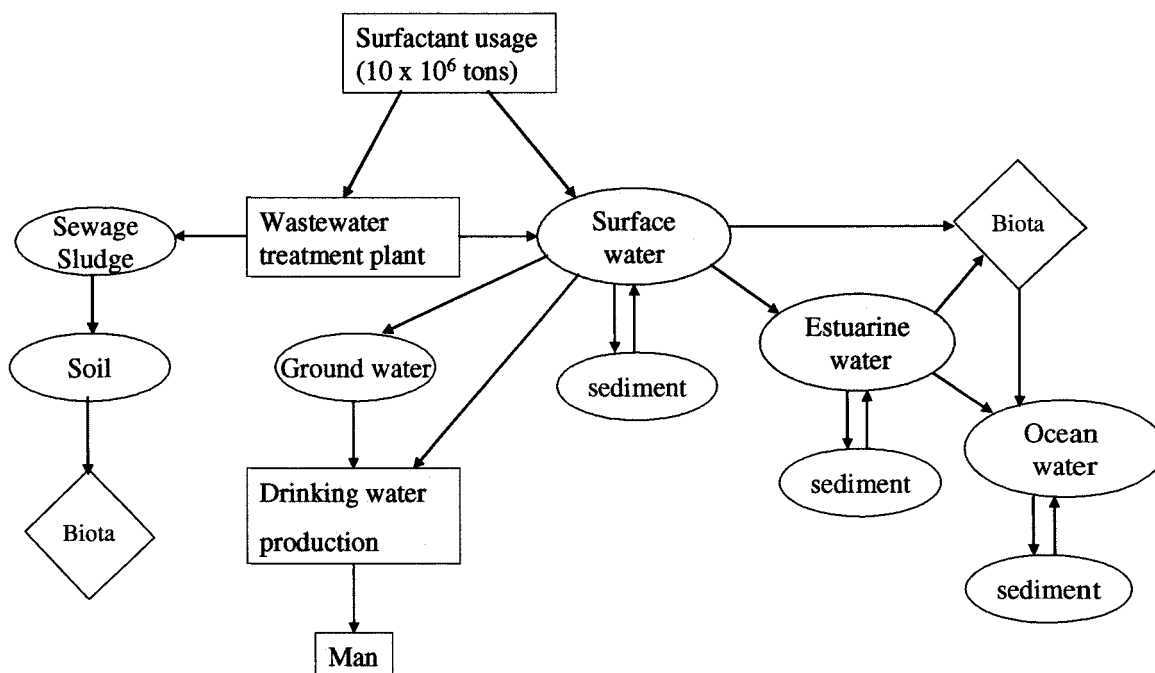 Surfactant usage
(10 x 10⁶ tons)
Sewage
Sludge
Wastewater
treatment plant
Surface
water
Biota
Soil
Ground water
sediment
Estuarine
water
Biota
Drinking water
production
sediment
Ocean
water
sediment
Man